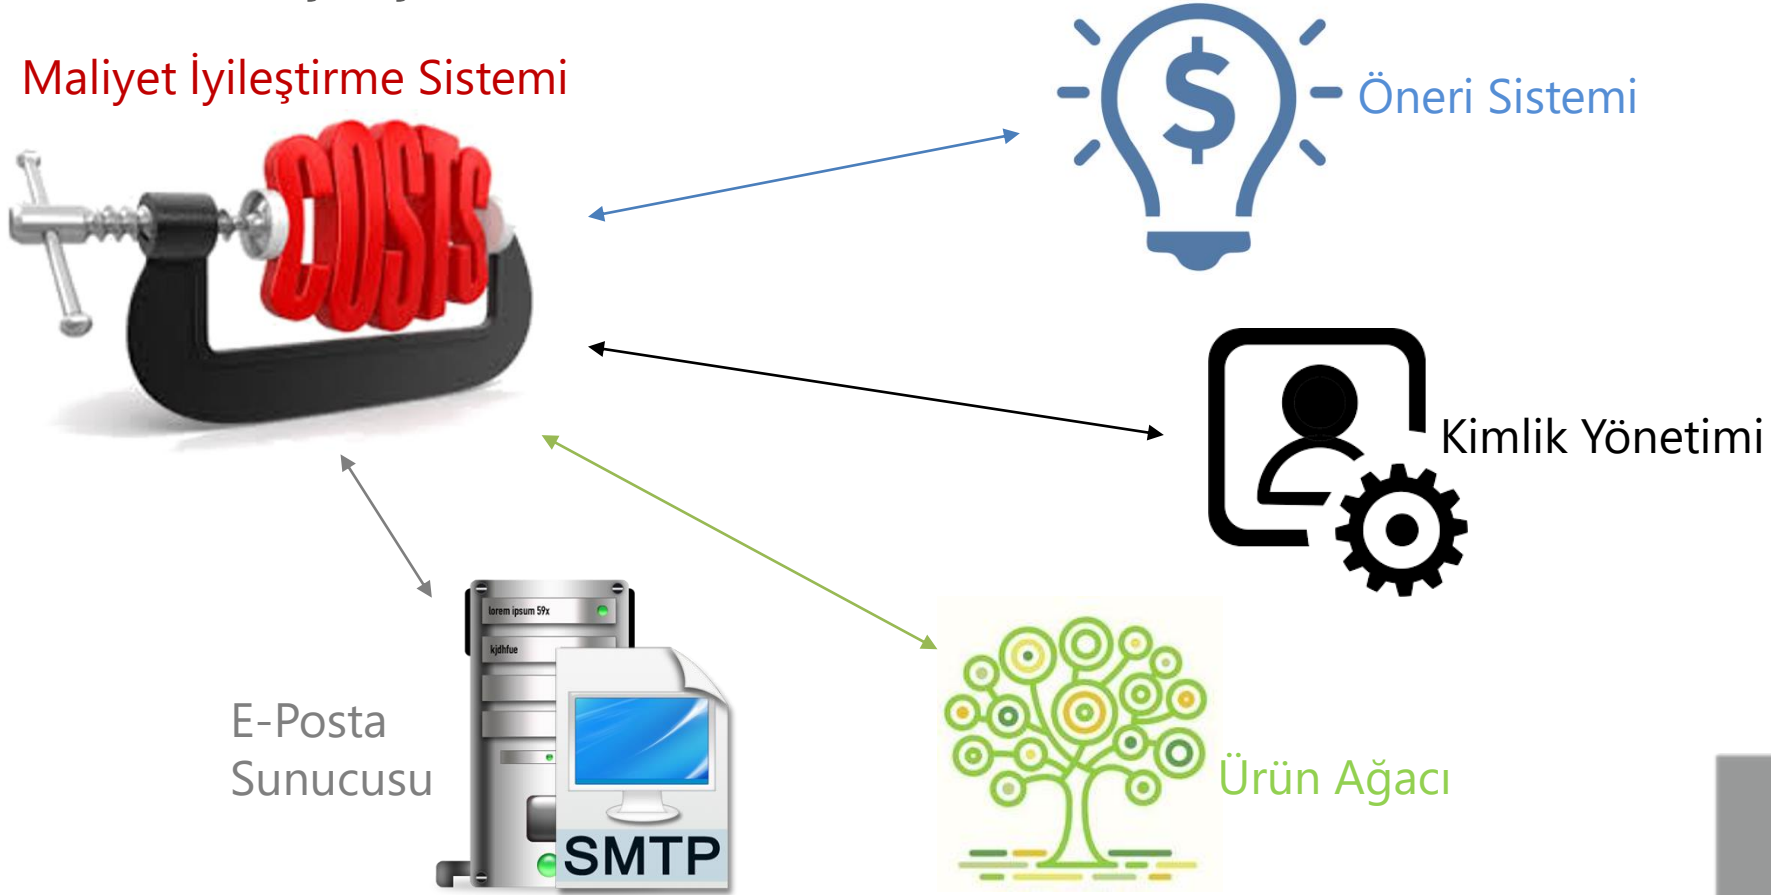 Maliyet İyileştirme Sistemi
COSTS
Öneri Sistemi
Kimlik Yönetimi
lorem ipsum 59x
kjdhfue
E-Posta
Sunucusu
SMTP
Ürün Ağacı